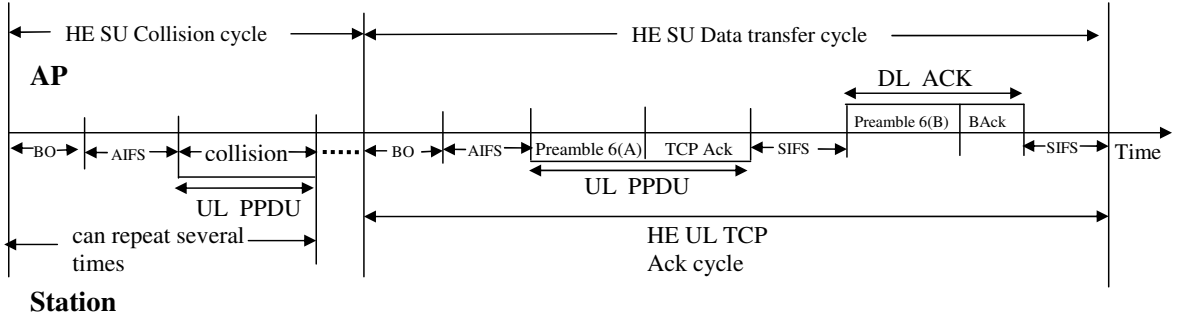 HE SU Collision cycle
HE SU Data transfer cycle
AP
DL ACK
Preamble 6(B)
BAck
BO
AIFS
collision
BO
AIFS
Preamble 6(A)
TCP Ack
SIFS
SIFS
Time
UL PPDU
UL PPDU
can repeat several
times
HE UL TCP
Ack cycle
Station